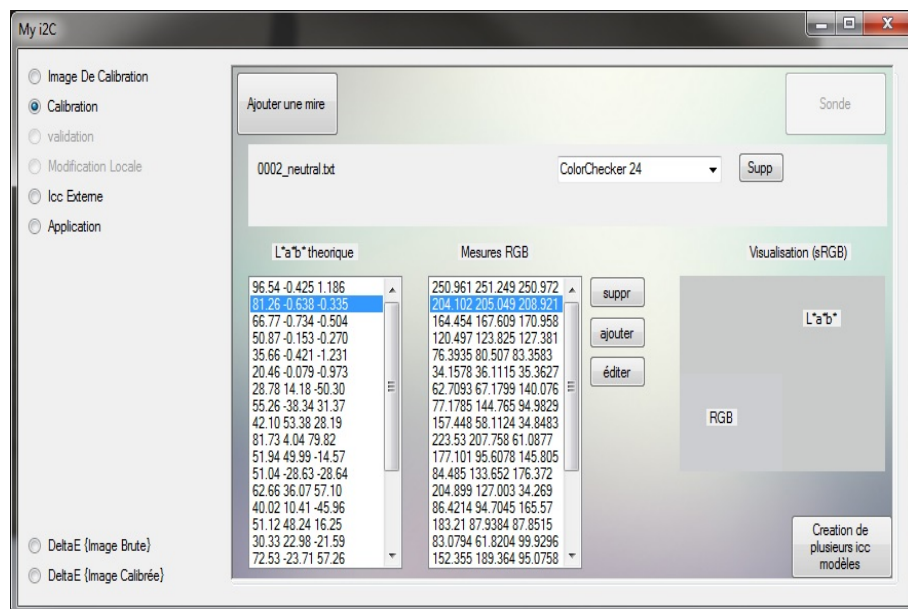 My i2C
Image De Calibration
Calibration
validation
Modification Locale
Icc Externe
Application
DeltaE {Image Brute}
DeltaE {Image Calibrée}
Ajouter une mire
Sonde
0002_neutral.txt
ColorChecker 24
Supp
L*a*b* theorique
96.54 -0.425 1.186
81.26 -0.638 -0.335
66.77 -0.734 -0.504
50.87 -0.153 -0.270
35.66 -0.421 -1.231
20.46 -0.079 -0.973
28.78 14.18 -50.30
55.26 -38.34 31.37
42.10 53.38 28.19
81.73 4.04 79.82
51.94 49.99 -14.57
51.04 -28.63 -28.64
62.66 36.07 57.10
40.02 10.41 -45.96
51.12 48.24 16.25
30.33 22.98 -21.59
72.53 -23.71 57.26
Mesures RGB
250.961 251.249 250.972
204.102 205.049 208.921
164.454 167.609 170.958
120.497 123.825 127.381
76.3935 80.507 83.3583
34.1578 36.1115 35.3627
62.7093 67.1799 140.076
77.1785 144.765 94.9829
157.448 58.1124 34.8483
223.53 207.758 61.0877
177.101 95.6078 145.805
84.485 133.652 176.372
204.899 127.003 34.269
86.4214 94.7045 165.57
183.21 87.9384 87.8515
83.0794 61.8204 99.9296
152.355 189.364 95.0758
suppr
ajouter
éditer
Visualisation (sRGB)
L*a*b*
RGB
Creation de
plusieurs icc
modèles